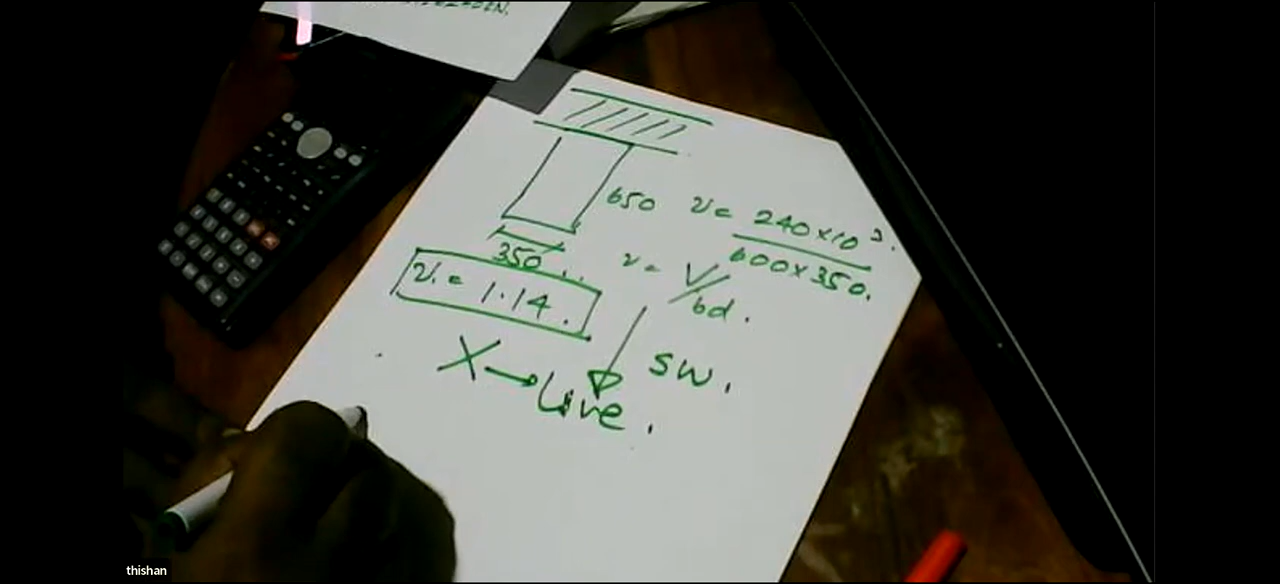 650
v = 240×10³.
600×350.
350
v = V/bd.
v. = 1.14.
SW.
X→Live.
thishan